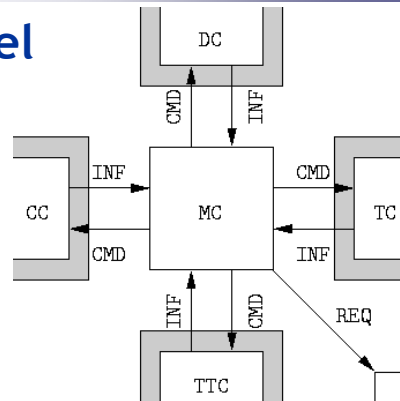 el
DC
CMD
INF
INF
CMD
CC
MC
TC
CMD
INF
INF
CMD
REQ
TTC